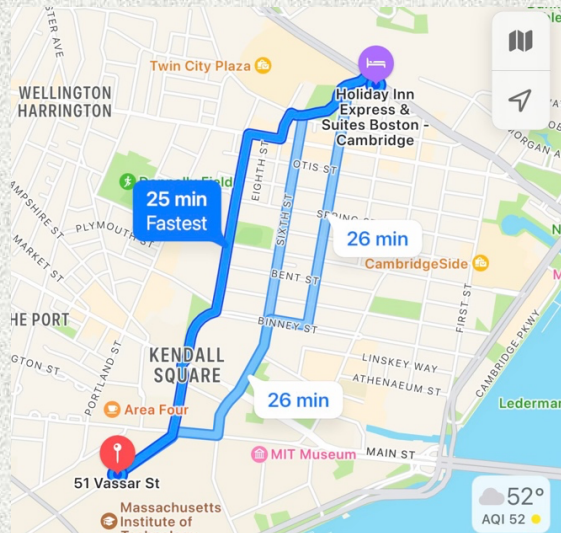 STER AVE
Twin City Plaza
WELLINGTON
HARRINGTON
Holiday Inn
Express &
Suites Boston -
Cambridge
OTIS ST
EIGHTH ST
25 min
Fastest
SIXTH ST
26 min
PLYMOUTH ST
MARKET ST
CambridgeSide
BENT ST
FIRST ST
HE PORT
BINNEY ST
CAMBRIDGE PKWY
KENDALL
SQUARE
LINSKEY WAY
ATHENAEUM ST
PORTLAND ST
26 min
Lederman
Area Four
MIT Museum
MAIN ST
51 Vassar St
52°
AQI 52
Massachusetts
Institute of